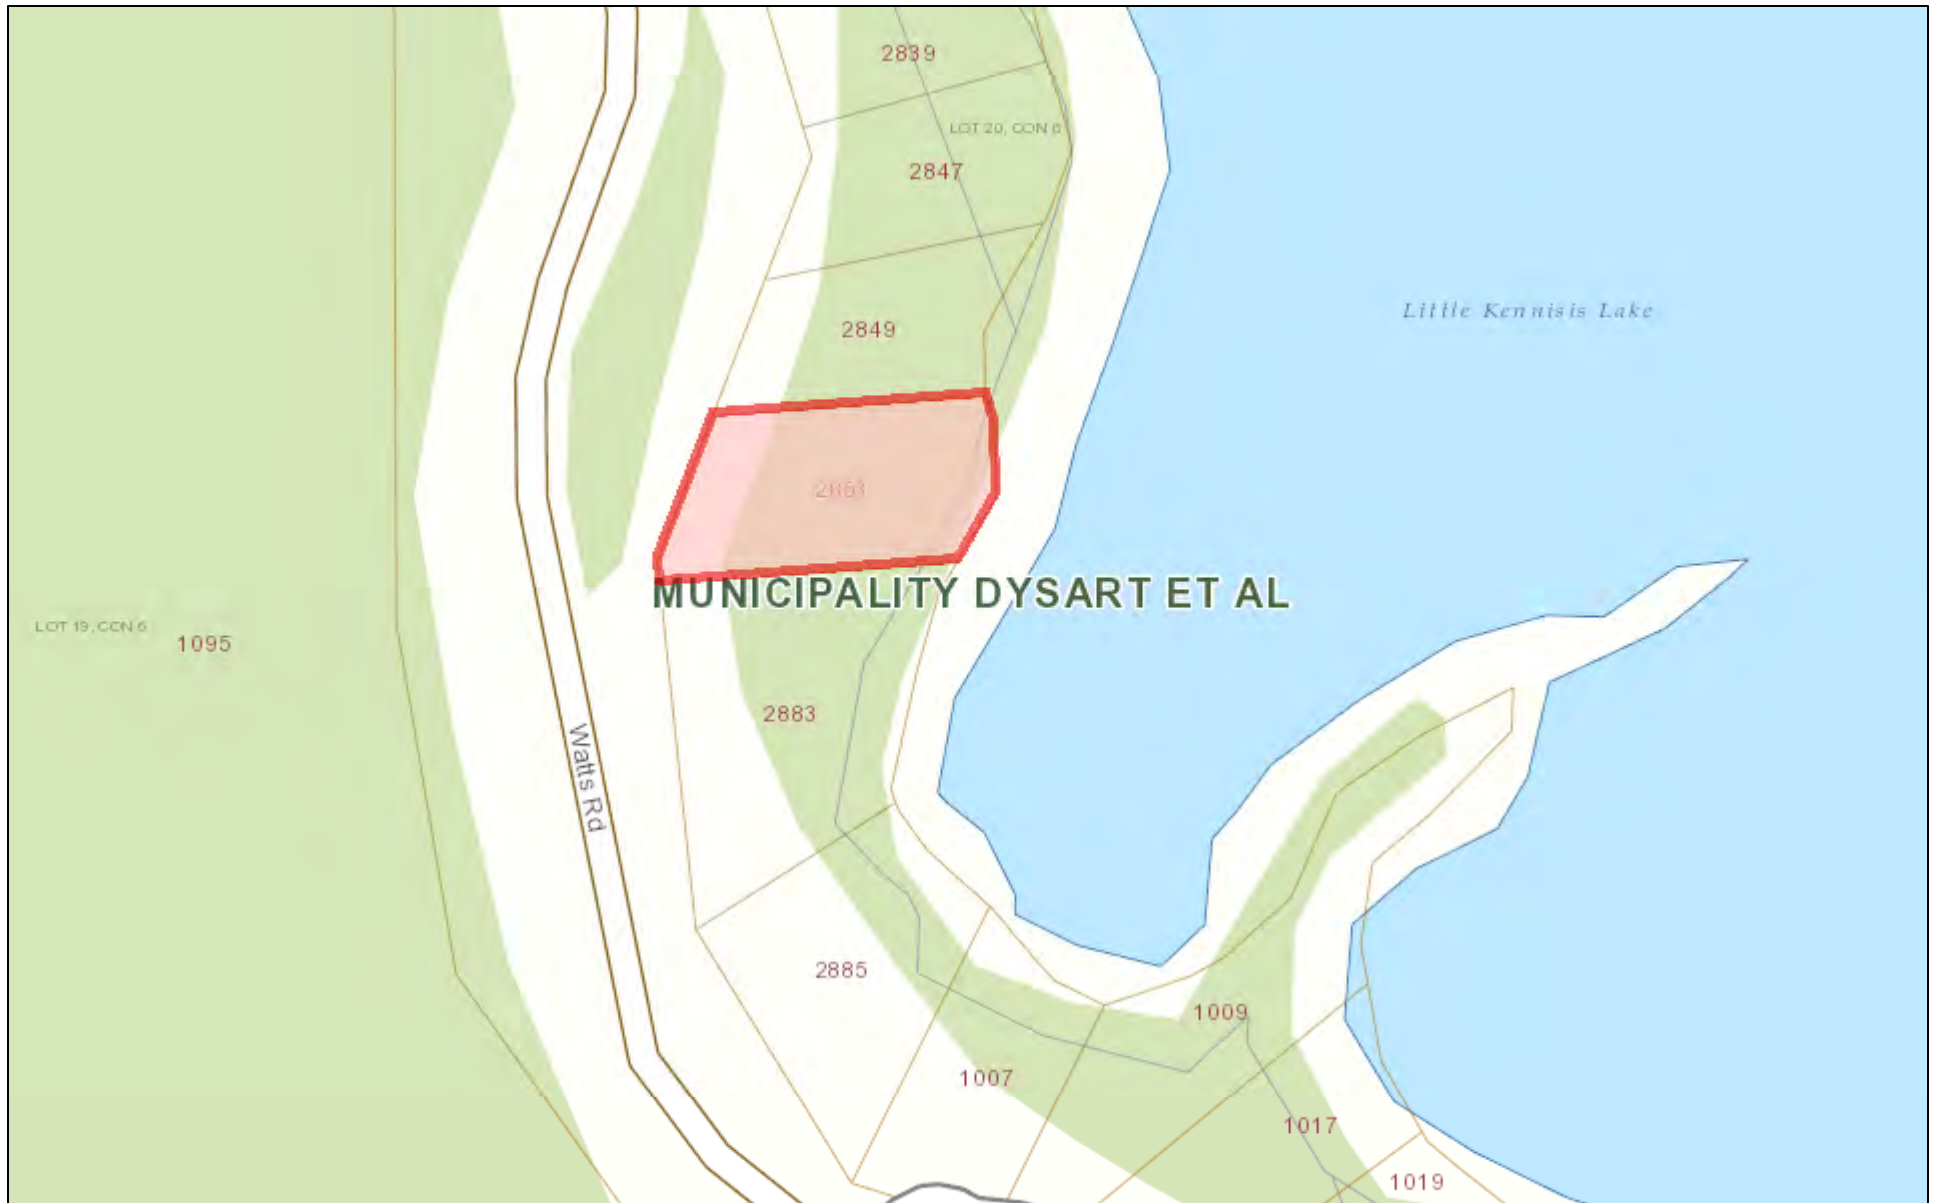 2839
LOT 20, CON 6
2847
Little Kennisis Lake
2849
MUNICIPALITY DYSART ET AL
LOT 19, CON 6
1095
2883
Watts Rd
2885
1009
1007
1017
1019